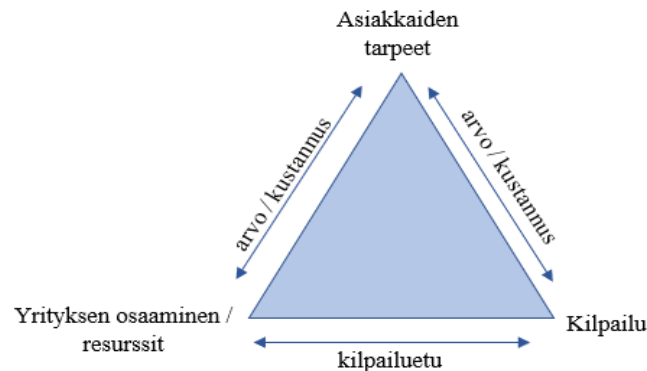 Asiakkaiden
tarpeet
arvo / kustannus
arvo / kustannus
Yrityksen osaaminen /
resurssit
Kilpailu
kilpailuetu